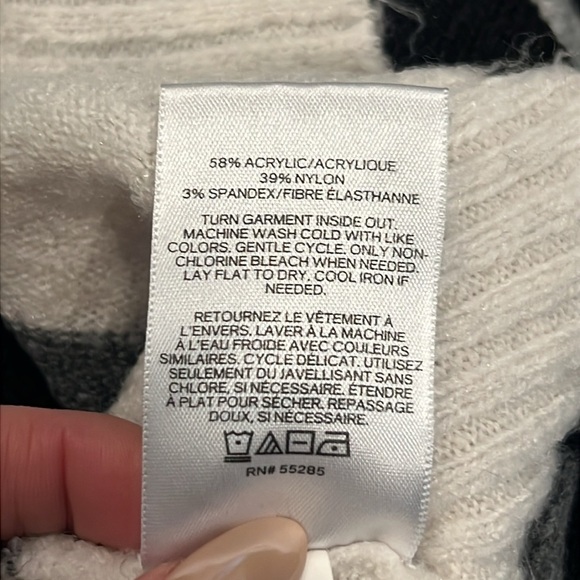 58% ACRYLIC/ACRYLIQUE
39% NYLON
3% SPANDEX/FIBRE ÉLASTHANNE
TURN GARMENT INSIDE OUT.
MACHINE WASH COLD WITH LIKE
COLORS. GENTLE CYCLE. ONLY NON-
CHLORINE BLEACH WHEN NEEDED.
LAY FLAT TO DRY. COOL IRON IF
NEEDED.
RETOURNEZ LE VÊTEMENT À
L'ENVERS. LAVER À LA MACHINE
À L'EAU FROIDE AVEC COULEURS
SIMILAIRES. CYCLE DÉLICAT. UTILISEZ
SEULEMENT DU JAVELLISANT SANS
CHLORE, SI NÉCESSAIRE. ÉTENDRE
À PLAT POUR SÉCHER. REPASSAGE
DOUX, SI NÉCESSAIRE.
RN# 55285